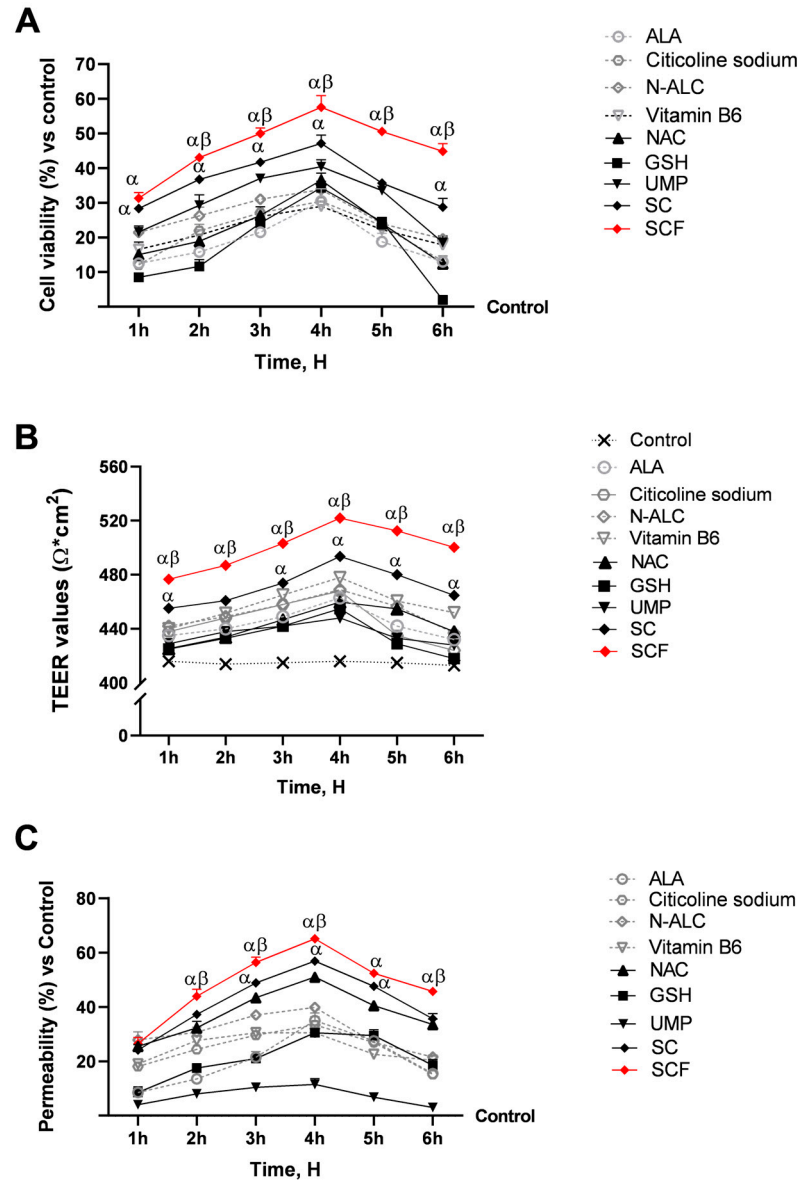 A
Cell viability (%) vs control
70
60
50
40
30
20
10
αβ
αβ
αβ
αβ
αβ
αβ
α
α
α
α
α
α
1h 2h 3h 4h 5h 6h
Control
Time, H
ALA
Citicoline sodium
N-ALC
Vitamin B6
NAC
GSH
UMP
SC
SCF
B
TEER values (Ω*cm²)
560
520
480
440
400
0
αβ
αβ
αβ
αβ
αβ
αβ
α
α
α
α
α
1h 2h 3h 4h 5h 6h
Time, H
Control
ALA
Citicoline sodium
N-ALC
Vitamin B6
NAC
GSH
UMP
SC
SCF
C
Permeability (%) vs Control
80
60
40
20
αβ
αβ
αβ
α
αβ
α
α
α
1h 2h 3h 4h 5h 6h
Control
Time, H
ALA
Citicoline sodium
N-ALC
Vitamin B6
NAC
GSH
UMP
SC
SCF